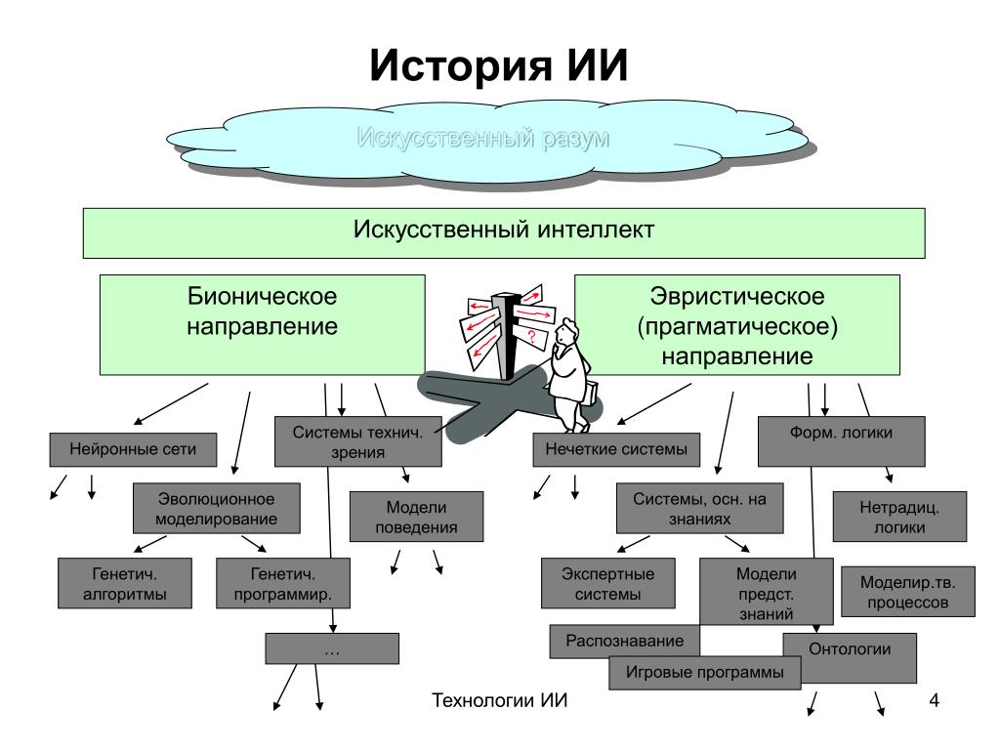 История ИИ
Искусственный разум
Искусственный интеллект
Бионическое
направление
Эвристическое
(прагматическое)
направление
?
Нейронные сети
Системы технич.
зрения
Эволюционное
моделирование
Модели
поведения
Генетич.
алгоритмы
Генетич.
программир.
…
Нечеткие системы
Форм. логики
Системы, осн. на
знаниях
Нетрадиц.
логики
Экспертные
системы
Модели
предст.
знаний
Моделир.тв.
процессов
Распознавание
Онтологии
Игровые программы
Технологии ИИ
4